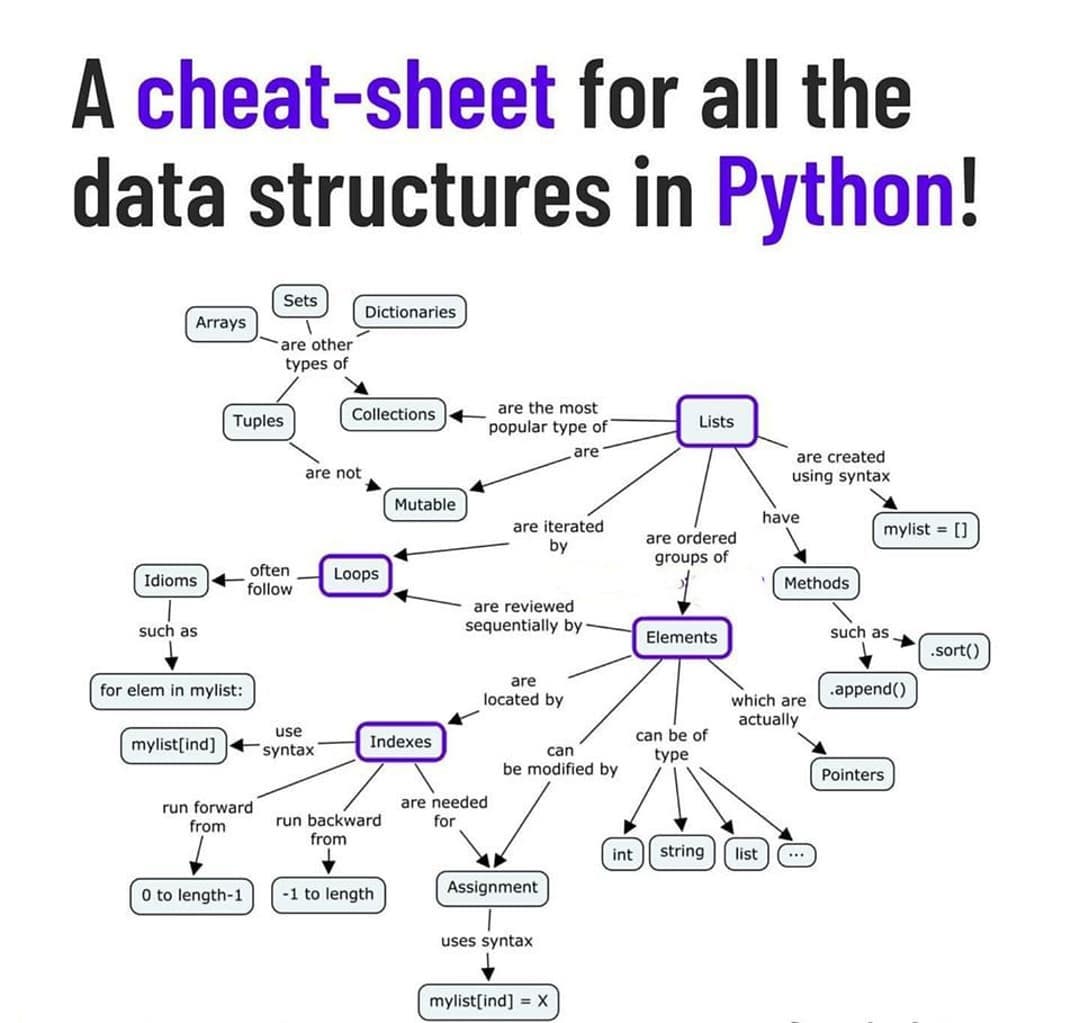 A cheat-sheet for all the
data structures in Python!
Sets
Arrays
Dictionaries
are other
types of
Tuples
Collections
are the most
popular type of
Lists
are
are created
using syntax
are not
Mutable
mylist = []
have
are iterated
by
are ordered
groups of
Methods
Idioms
often
follow
Loops
such as
are reviewed
sequentially by
Elements
such as
.sort()
.append()
for elem in mylist:
are
located by
which are
actually
mylist[ind]
use
syntax
Indexes
can
be modified by
can be of
type
Pointers
run forward
from
run backward
from
are needed
for
int
string
list
...
0 to length-1
-1 to length
Assignment
uses syntax
mylist[ind] = X